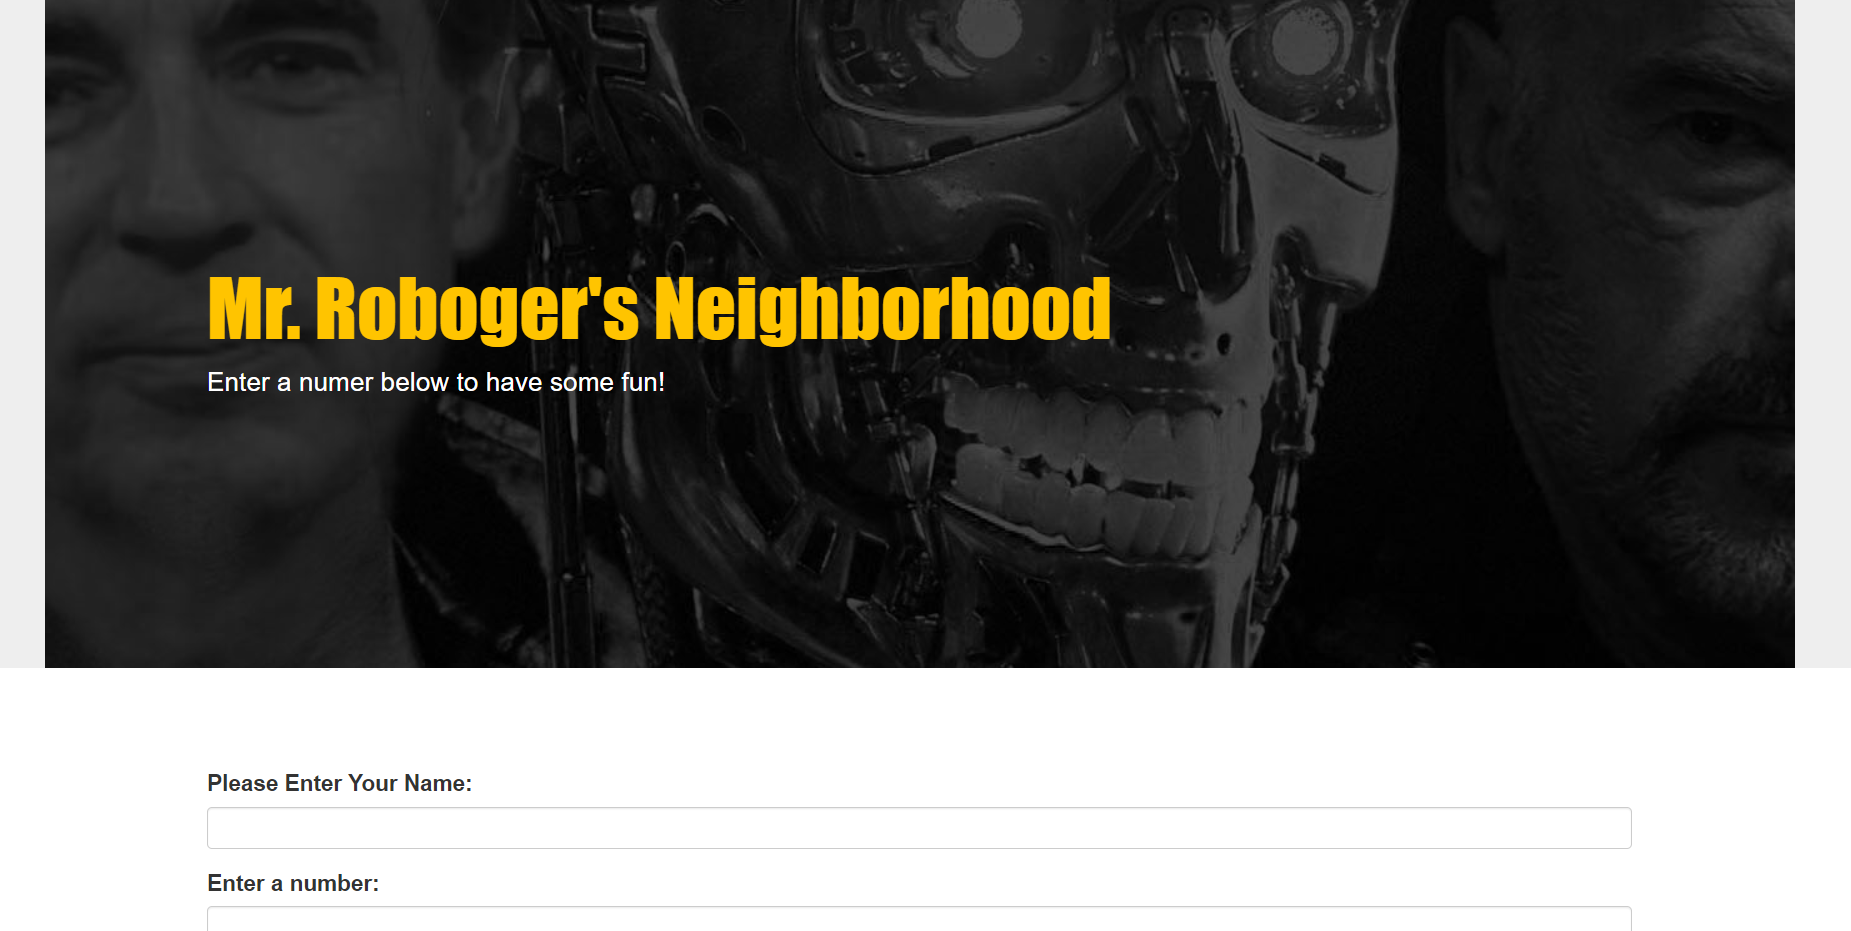 Mr. Roboger's Neighborhood
Enter a numer below to have some fun!
Please Enter Your Name:
Enter a number: